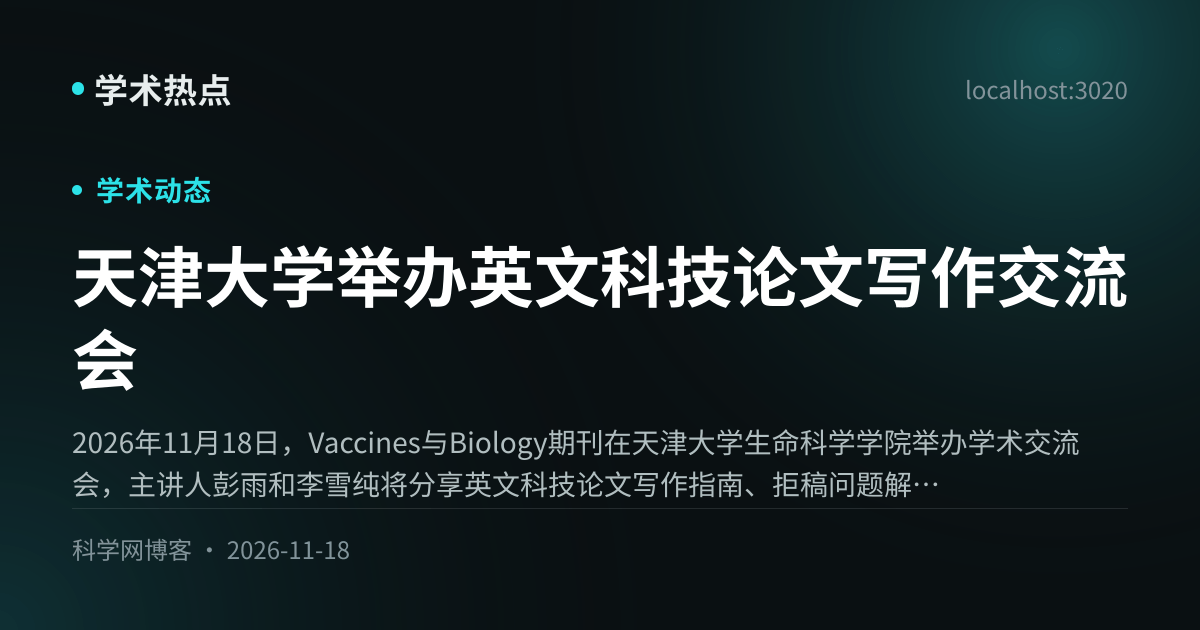 学术热点
localhost:3020
学术动态
天津大学举办英文科技论文写作交流
会
2026年11月18日，Vaccines与Biology期刊在天津大学生命科学学院举办学术交流
会，主讲人彭雨和李雪纯将分享英文科技论文写作指南、拒稿问题解…
科学网博客 • 2026-11-18